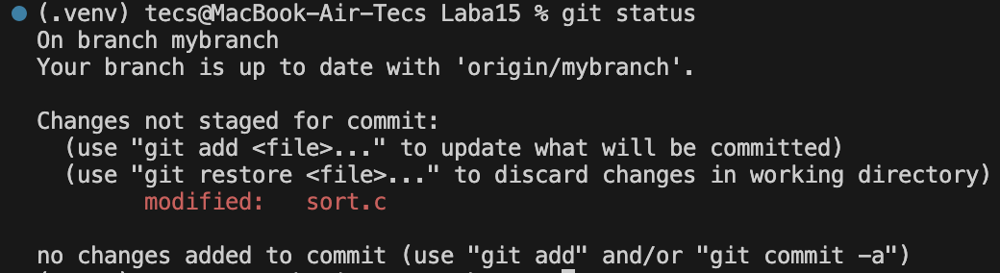 (.venv) tecs@MacBook-Air-Tecs Laba15 % git status
On branch mybranch
Your branch is up to date with 'origin/mybranch'.
Changes not staged for commit:
(use "git add <file>..." to update what will be committed)
(use "git restore <file>..." to discard changes in working directory)
modified: sort.c
no changes added to commit (use "git add" and/or "git commit -a")